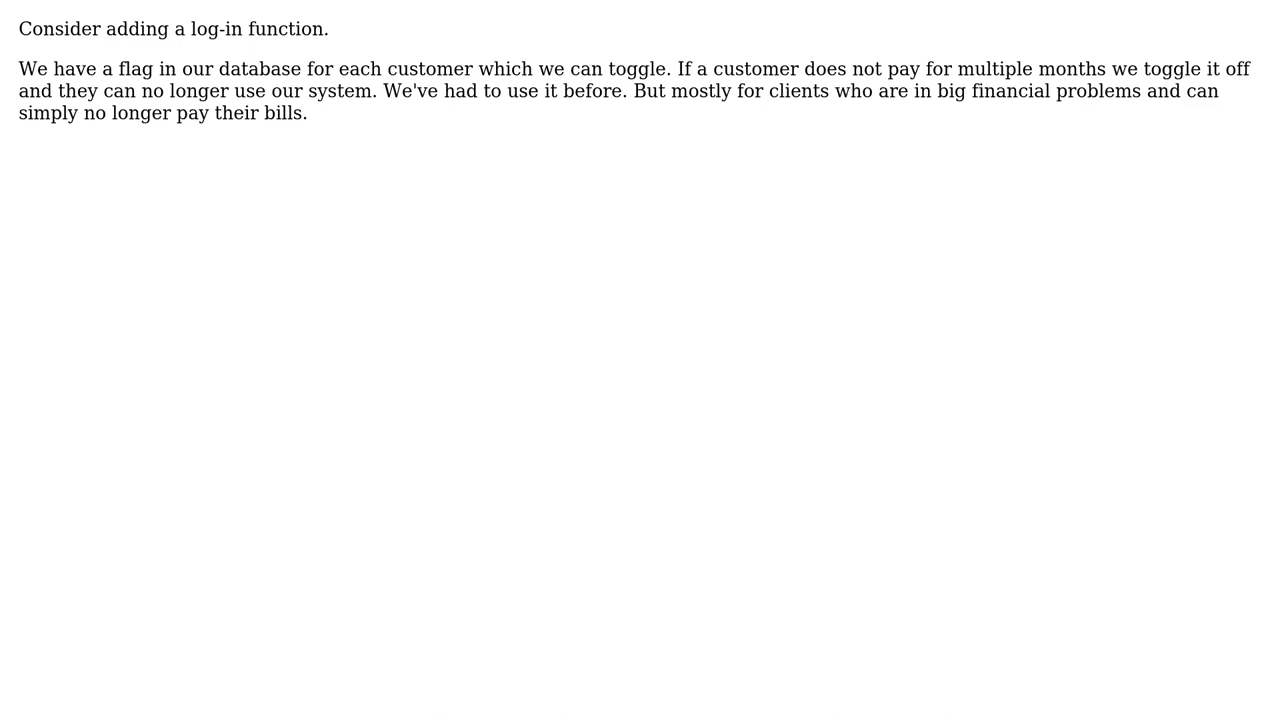 Consider adding a log-in function.
We have a flag in our database for each customer which we can toggle. If a customer does not pay for multiple months we toggle it off
and they can no longer use our system. We've had to use it before. But mostly for clients who are in big financial problems and can
simply no longer pay their bills.